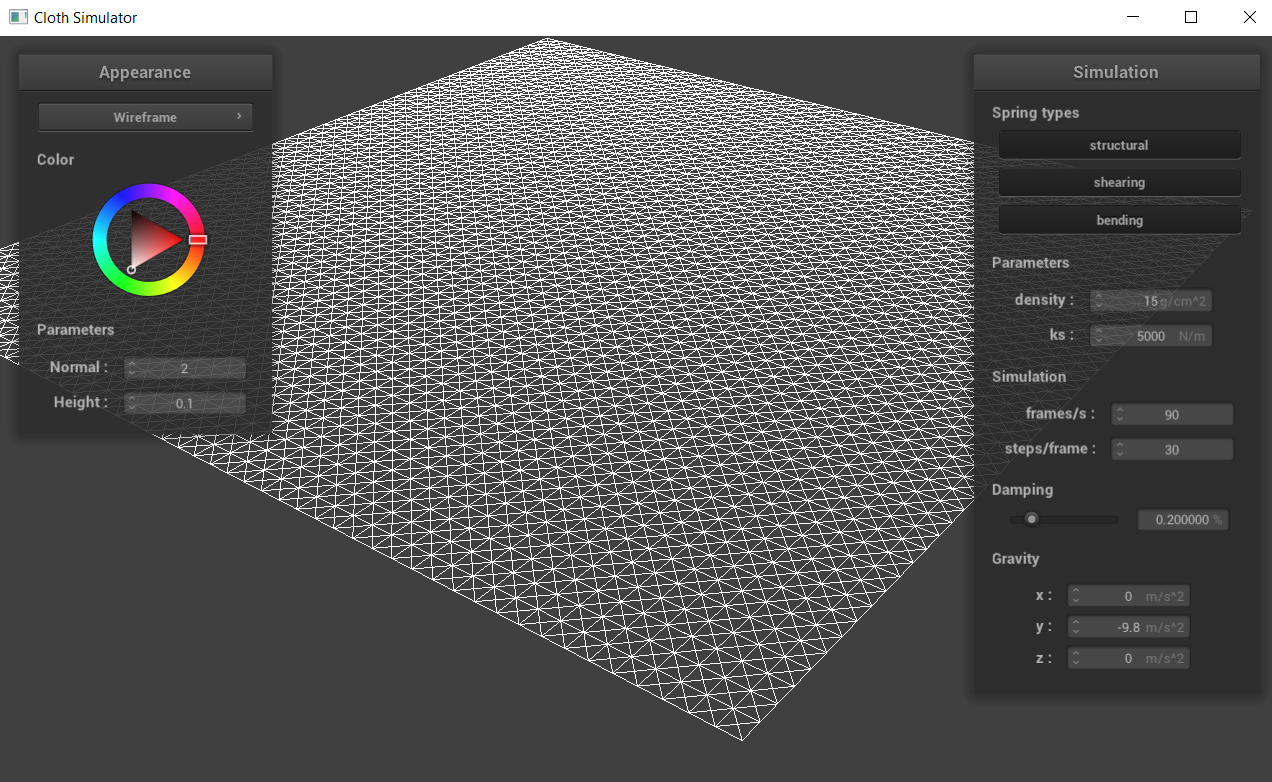 Cloth Simulator
Appearance
Wireframe ›
Color
Parameters
Normal : 2
Height : 0.1
Simulation
Spring types
structural
shearing
bending
Parameters
density : 15 g/cm^2
ks : 5000 N/m
Simulation
frames/s : 90
steps/frame : 30
Damping
0.200000 %
Gravity
x : 0 m/s^2
y : -9.8 m/s^2
z : 0 m/s^2